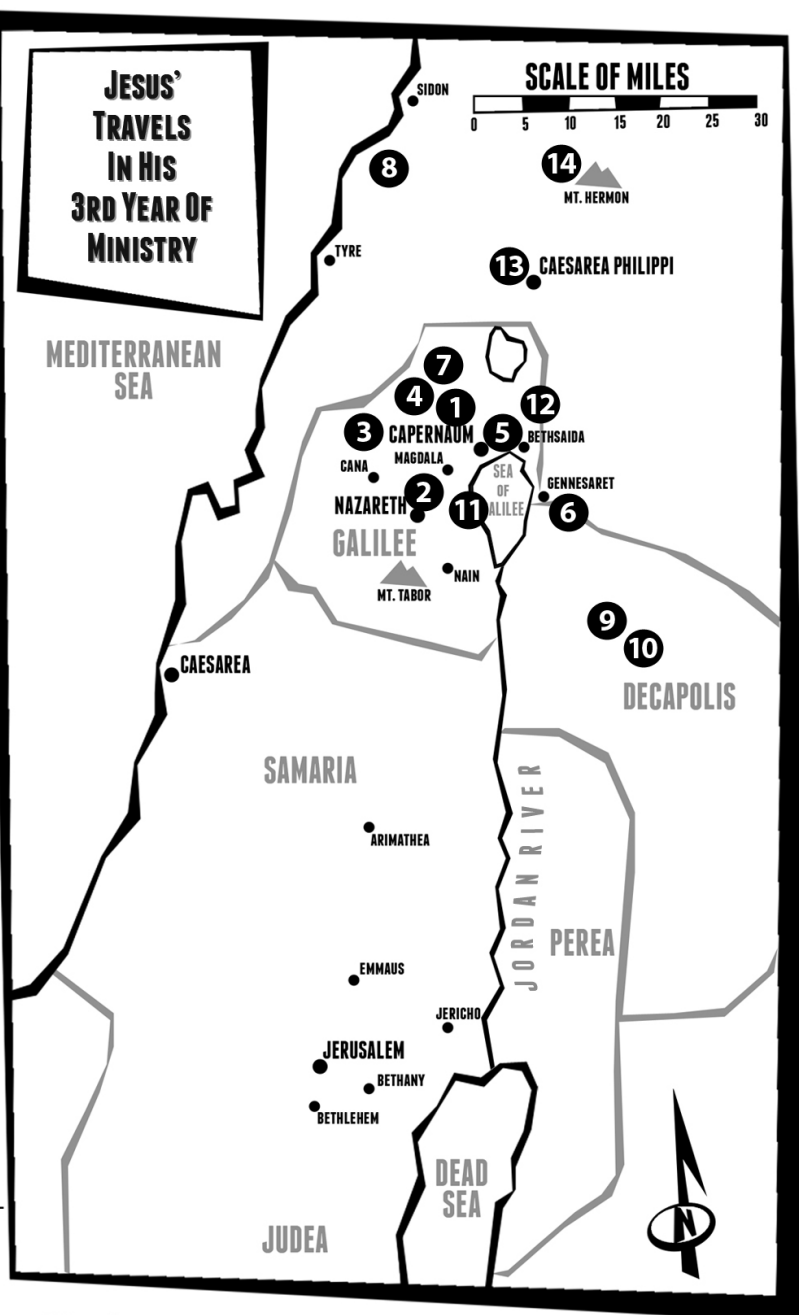 JESUS'
TRAVELS
IN HIS
3RD YEAR OF
MINISTRY
SCALE OF MILES
0 5 10 15 20 25 30
SIDON
8
14
MT. HERMON
TYRE
13 CAESAREA PHILIPPI
MEDITERRANEAN
SEA
7
4
1
12
3
CAPERNAUM
5
BETHSAIDA
MAGDALA
CANA
SEA
OF
ALILEE
GENNESARET
2
NAZARETH
11
6
GALILEE
NAIN
MT. TABOR
9
10
CAESAREA
DECAPOLIS
SAMARIA
JORDAN RIVER
ARIMATHEA
PEREA
EMMAUS
JERICHO
JERUSALEM
BETHANY
BETHLEHEM
DEAD
SEA
JUDEA
N